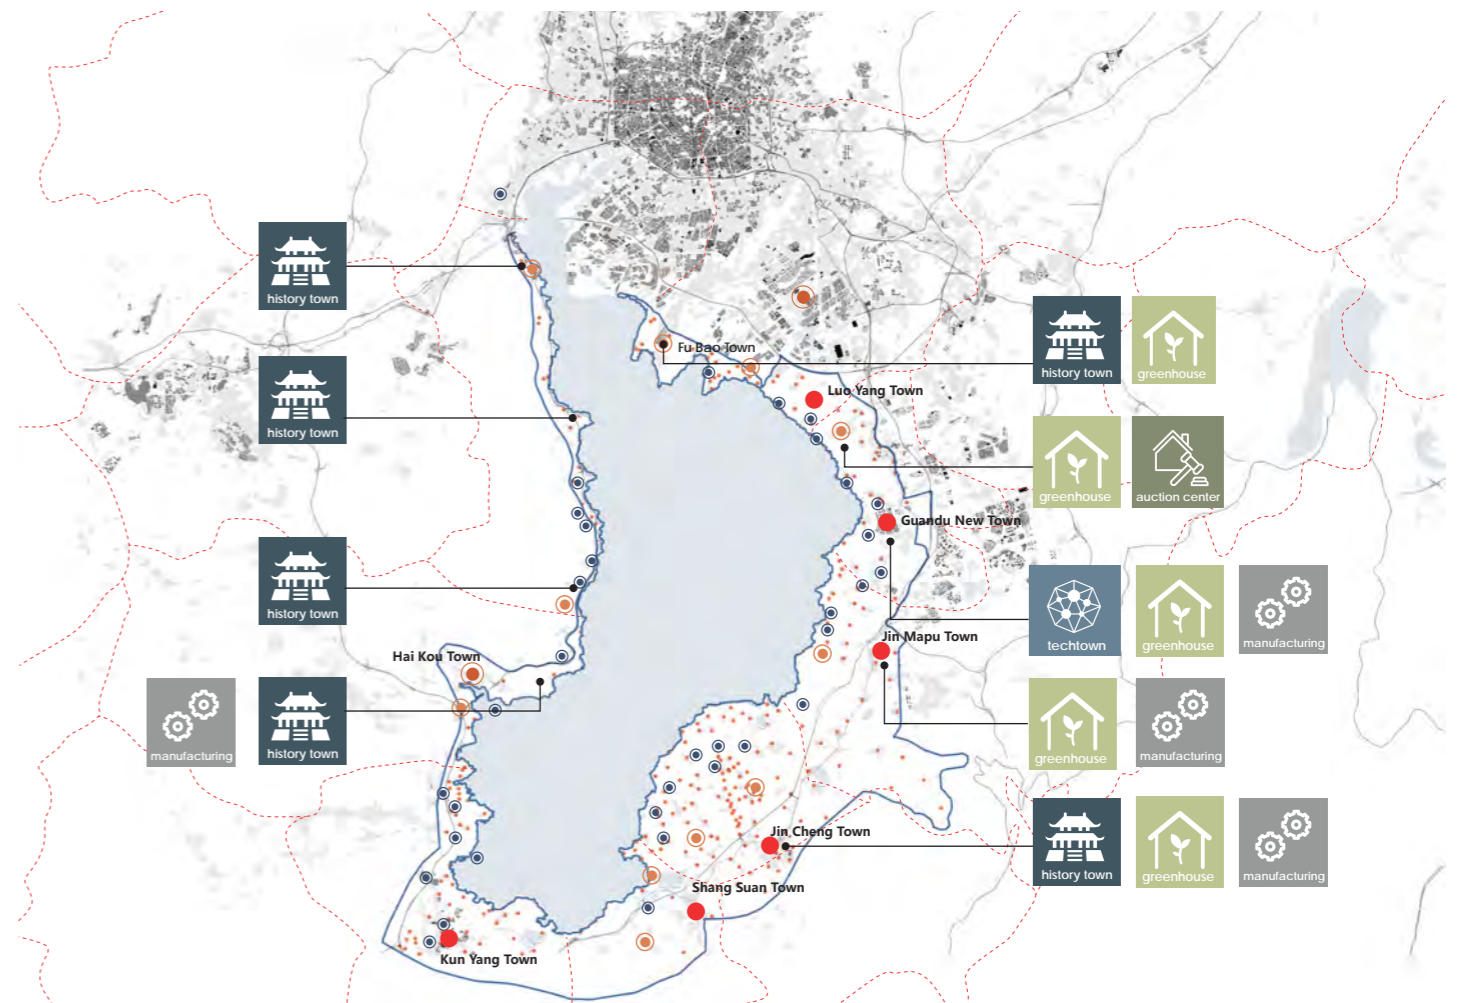 history town
history town
greenhouse
Fu Bao Town
Luo Yang Town
history town
greenhouse
auction center
Guandu New Town
history town
techtown
greenhouse
manufacturing
Jin Mapu Town
Hai Kou Town
manufacturing
history town
greenhouse
manufacturing
Jin Cheng Town
history town
greenhouse
manufacturing
Shang Suan Town
Kun Yang Town